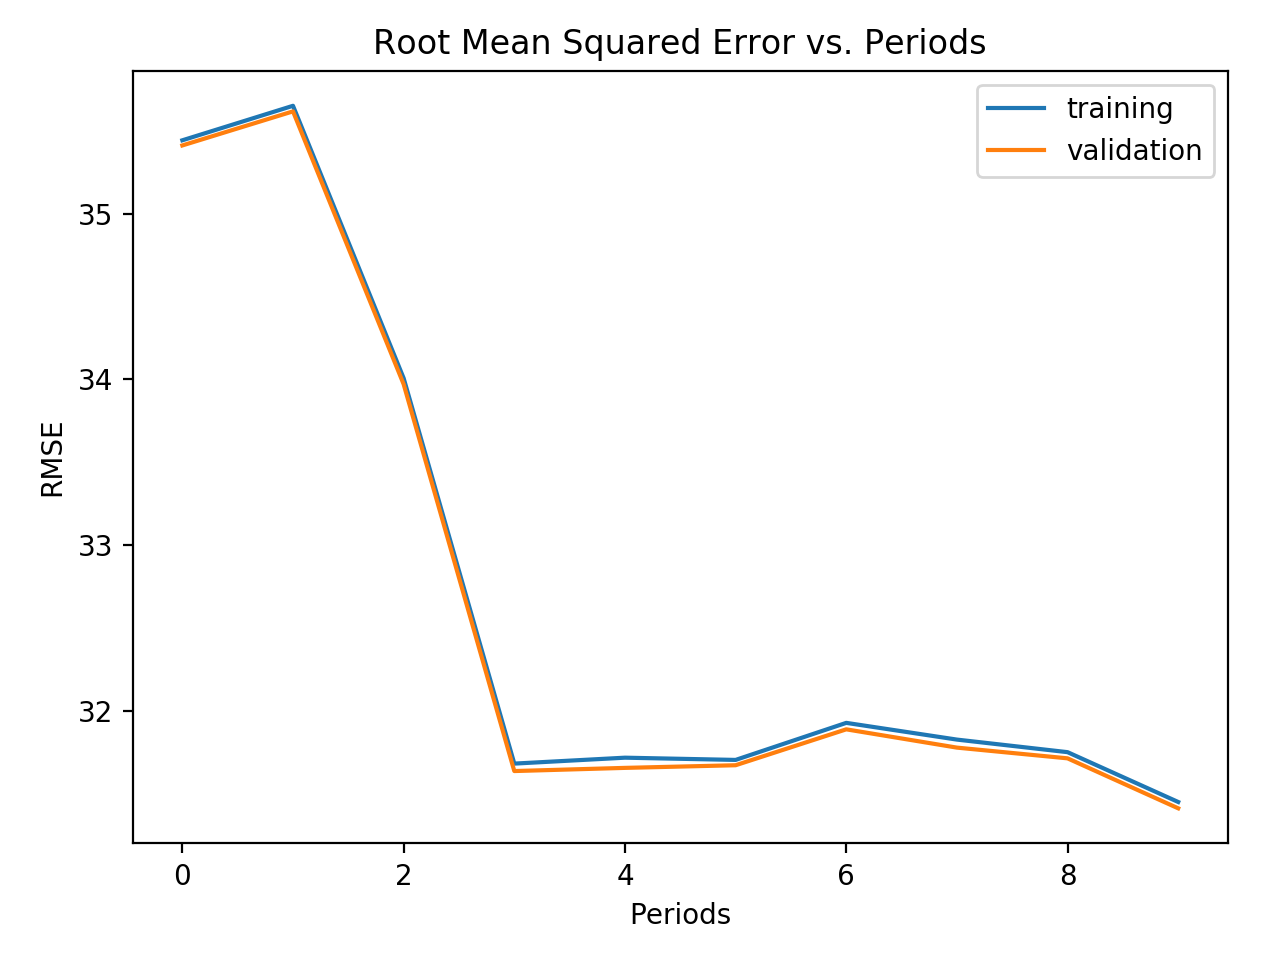 Root Mean Squared Error vs. Periods
training
validation
35
34
33
32
RMSE
0 2 4 6 8
Periods